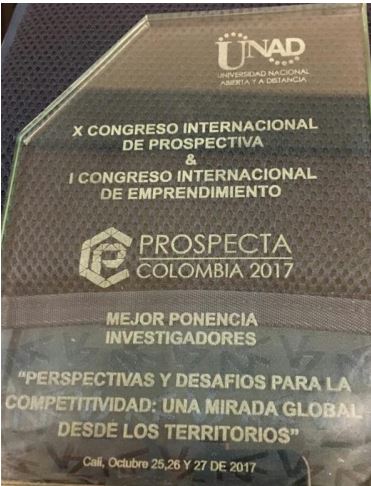 UNAD
UNIVERSIDAD NACIONAL
ABIERTA Y A DISTANCIA
X CONGRESO INTERNACIONAL
DE PROSPECTIVA
&
I CONGRESO INTERNACIONAL
DE EMPRENDIMIENTO
PROSPECTA
COLOMBIA 2017
MEJOR PONENCIA
INVESTIGADORES
“PERSPECTIVAS Y DESAFIOS PARA LA
COMPETITIVIDAD: UNA MIRADA GLOBAL
DESDE LOS TERRITORIOS”
Cali, Octubre 25,26 Y 27 DE 2017